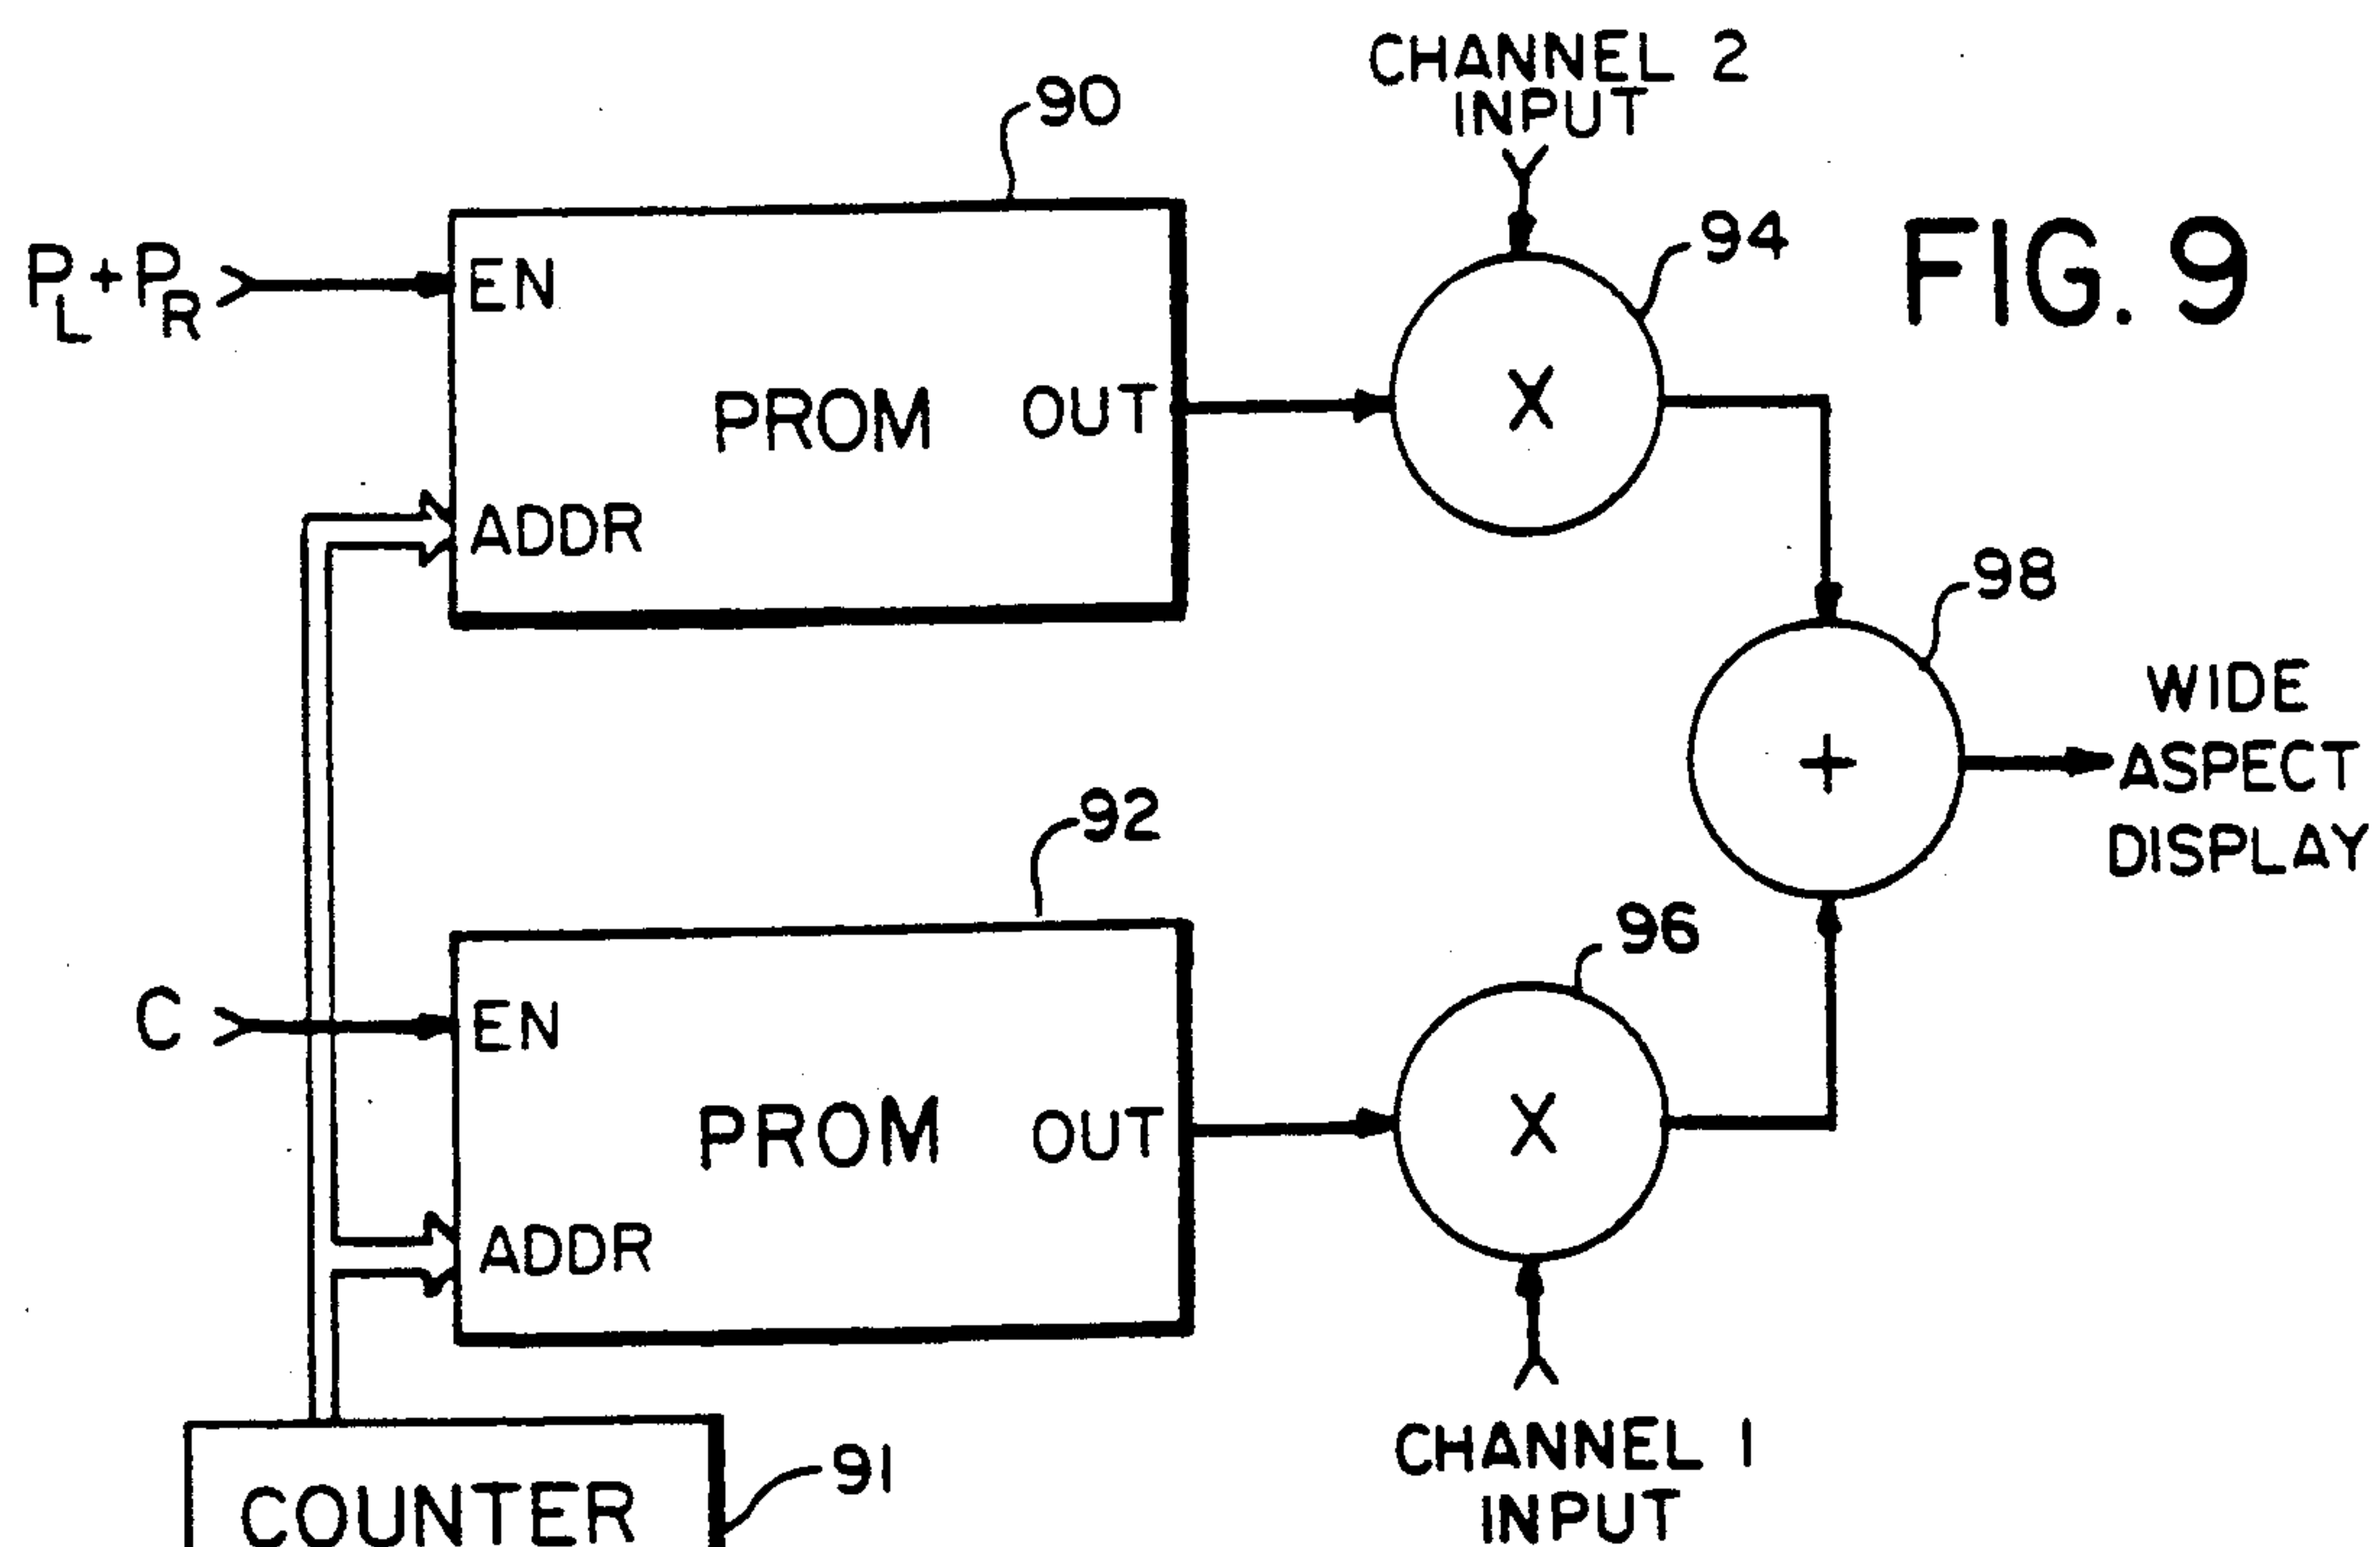 CHANNEL 2
INPUT
90
94
FIG. 9
PL+PR
EN
PROM
OUT
X
ADDR
98
WIDE
ASPECT
DISPLAY
+
92
96
C
EN
PROM
OUT
X
ADDR
CHANNEL 1
INPUT
91
COUNTER